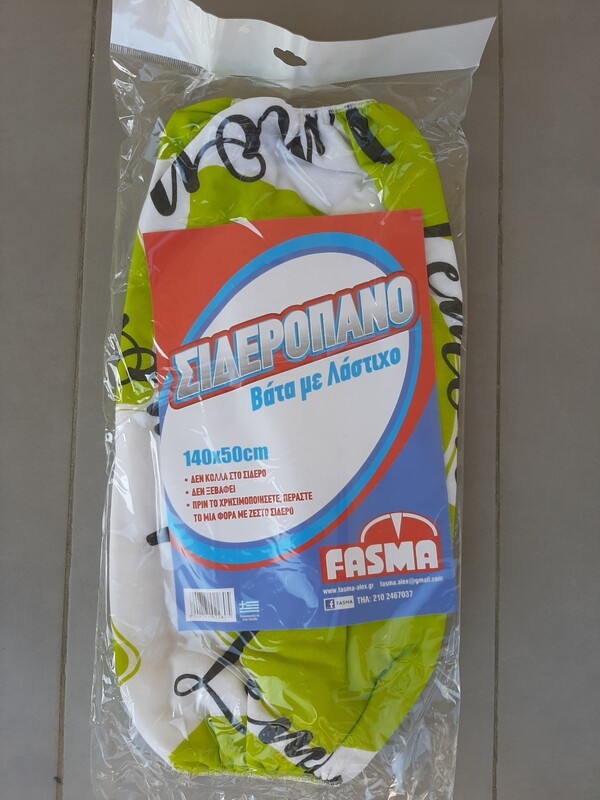 ΣΙΔΕΡΟΠΑΝΟ
Βάτα με Λάστιχο
140x50cm
• ΔΕΝ ΚΟΛΛΑ ΣΤΟ ΣΙΔΕΡΟ
• ΔΕΝ ΞΕΒΑΦΕΙ
• ΠΡΙΝ ΤΟ ΧΡΗΣΙΜΟΠΟΙΗΣΕΤΕ, ΠΕΡΑΣΤΕ
ΤΟ ΜΙΑ ΦΟΡΑ ΜΕ ΖΕΣΤΟ ΣΙΔΕΡΟ
FASMA
www.fasma-alex.gr fasma.alex@gmail.com
f FASMA ΤΗΛ: 210 2467037